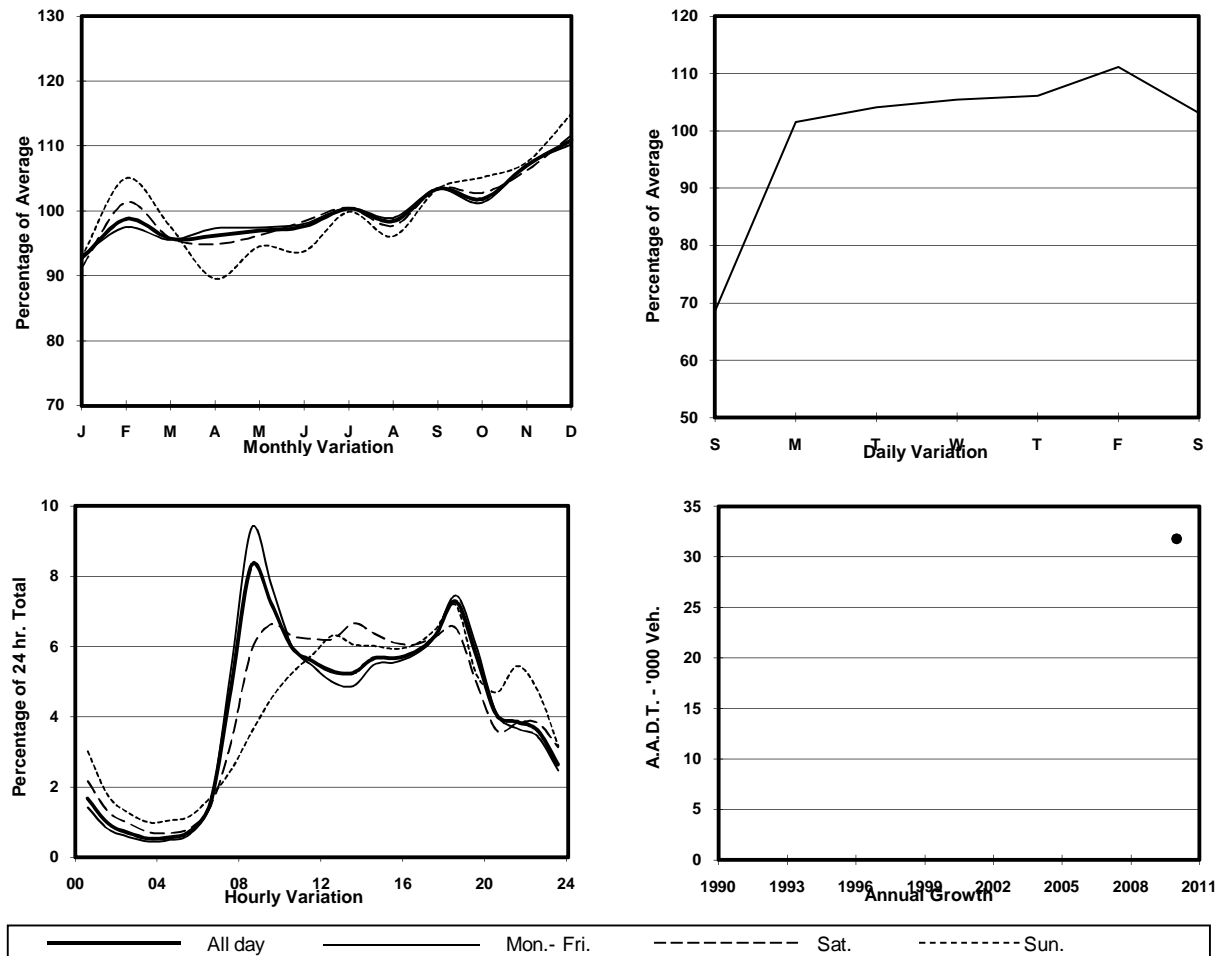 130
120
110
100
90
80
70
Percentage of Average
J F M A M J J A S O N D
Monthly Variation
120
110
100
90
80
70
60
50
Percentage of Average
S M T W T F S
Daily Variation
10
8
6
4
2
0
Percentage of 24 hr. Total
00 04 08 12 16 20 24
Hourly Variation
35
30
25
20
15
10
5
0
A.A.D.T. - '000 Veh.
1990 1993 1996 1999 2002 2005 2008 2011
Annual Growth
All day Mon.- Fri. Sat. Sun.